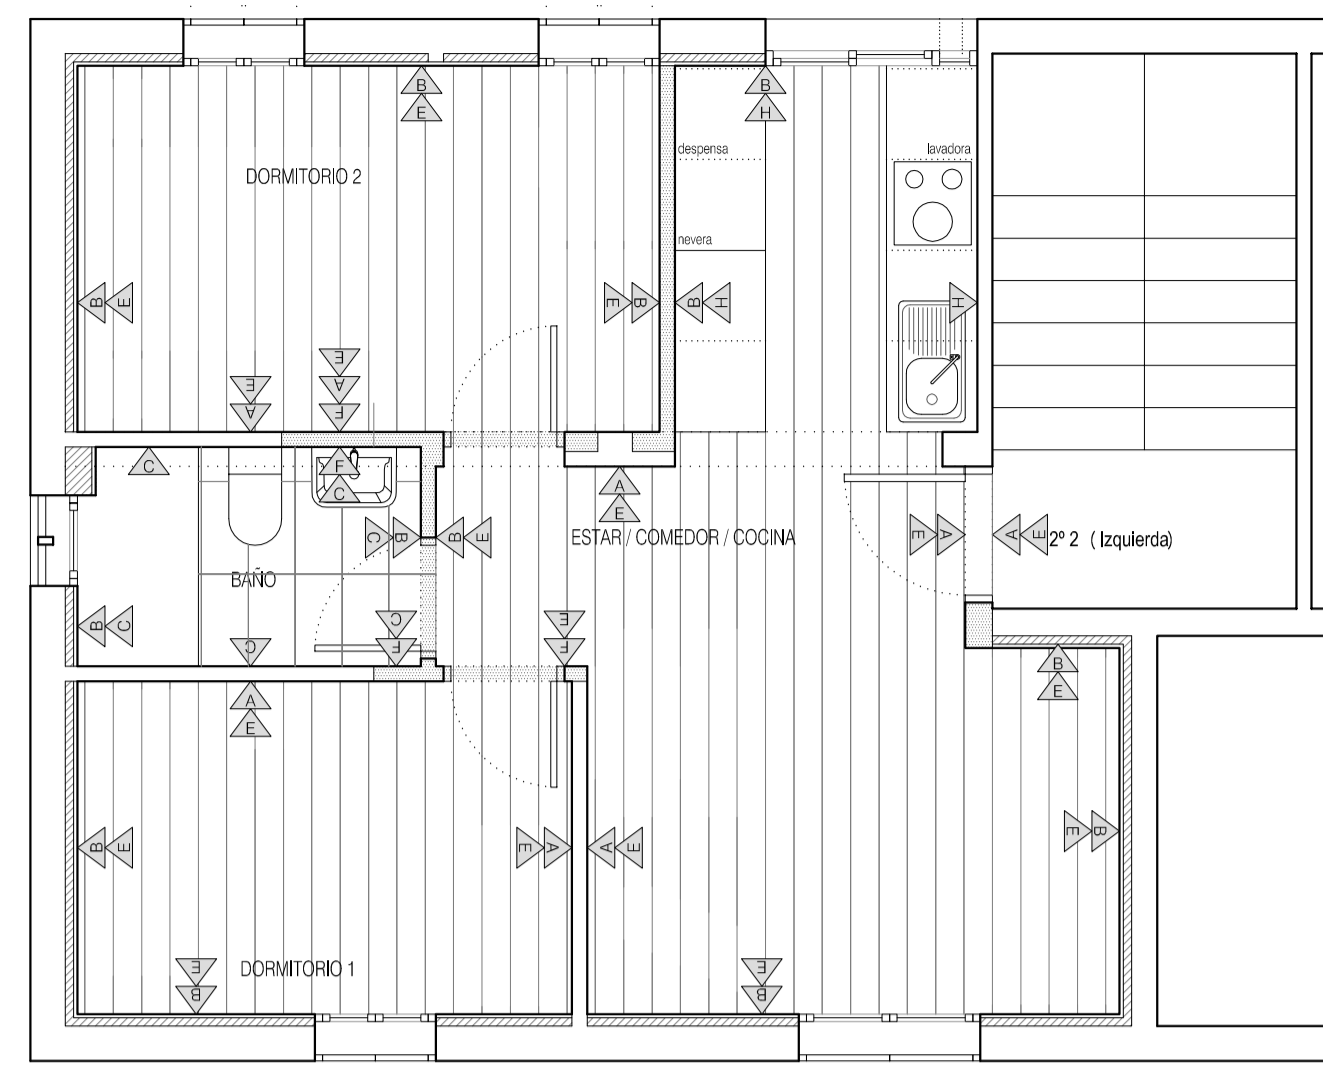 B
E
B
H
despensa
lavadora
DORMITORIO 2
nevera
B E
E B
B H
H
E
A
F
E
A
C
F
C
A
E
C B
B E
ESTAR / COMEDOR / COCINA
E A
A E
2º 2 ( Izquierda)
BAÑO
B C
C
C
F
E
F
B
E
A
E
B E
E A
A E
E B
DORMITORIO 1
E
B
E
B